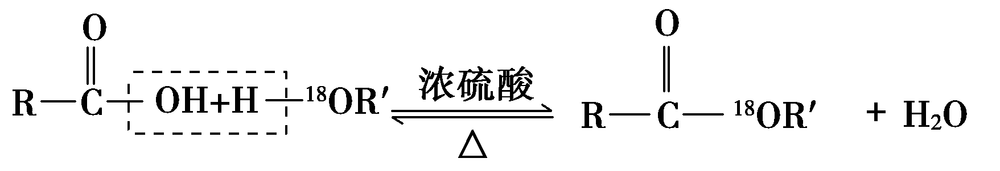 O O
R—C—OH+H—¹⁸OR′ 浓硫酸 △ R—C—¹⁸OR′ + H₂O